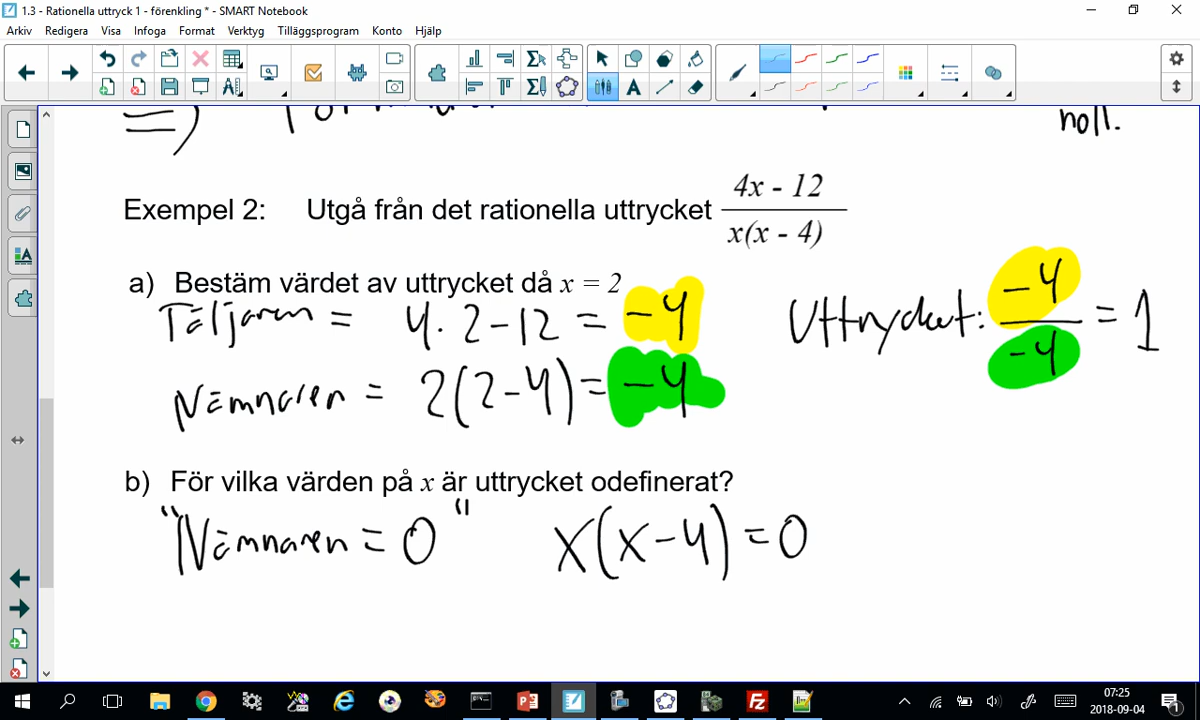 1.3 - Rationella uttryck 1 - förenkling * - SMART Notebook
Arkiv Redigera Visa Infoga Format Verktyg Tilläggsprogram Konto Hjälp
noll.
Exempel 2: Utgå från det rationella uttrycket 4x - 12 / x(x - 4)
a) Bestäm värdet av uttrycket då x = 2
Täljaren = 4 · 2 - 12 = -4
Uttrycket: -4 / -4 = 1
Nämnaren = 2(2-4) = -4
b) För vilka värden på x är uttrycket odefinerat?
"Nämnaren = 0" x(x-4) = 0
07:25
2018-09-04
1